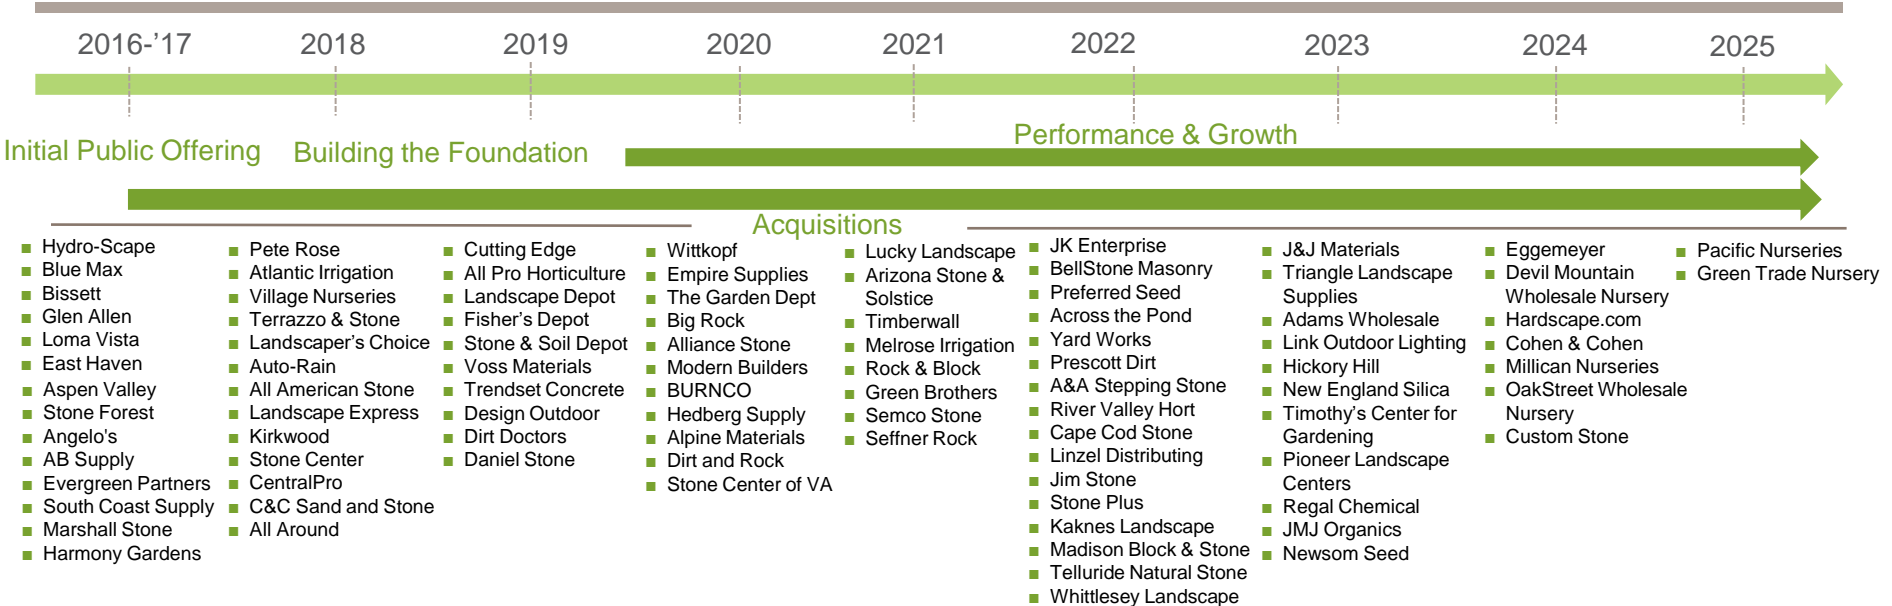 2016-’17
2018
2019
2020
2021
2022
2023
2024
2025
Initial Public Offering
Building the Foundation
Performance & Growth
Acquisitions
Hydro-Scape
Blue Max
Bissett
Glen Allen
Loma Vista
East Haven
Aspen Valley
Stone Forest
Angelo's
AB Supply
Evergreen Partners
South Coast Supply
Marshall Stone
Harmony Gardens
Pete Rose
Atlantic Irrigation
Village Nurseries
Terrazzo & Stone
Landscaper’s Choice
Auto-Rain
All American Stone
Landscape Express
Kirkwood
Stone Center
CentralPro
C&C Sand and Stone
All Around
Cutting Edge
All Pro Horticulture
Landscape Depot
Fisher’s Depot
Stone & Soil Depot
Voss Materials
Trendset Concrete
Design Outdoor
Dirt Doctors
Daniel Stone
Wittkopf
Empire Supplies
The Garden Dept
Big Rock
Alliance Stone
Modern Builders
BURNCO
Hedberg Supply
Alpine Materials
Dirt and Rock
Stone Center of VA
Lucky Landscape
Arizona Stone &
Solstice
Timberwall
Melrose Irrigation
Rock & Block
Green Brothers
Semco Stone
Seffner Rock
JK Enterprise
BellStone Masonry
Preferred Seed
Across the Pond
Yard Works
Prescott Dirt
A&A Stepping Stone
River Valley Hort
Cape Cod Stone
Linzel Distributing
Jim Stone
Stone Plus
Kaknes Landscape
Madison Block & Stone
Telluride Natural Stone
Whittlesey Landscape
J&J Materials
Triangle Landscape
Supplies
Adams Wholesale
Link Outdoor Lighting
Hickory Hill
New England Silica
Timothy’s Center for
Gardening
Pioneer Landscape
Centers
Regal Chemical
JMJ Organics
Newsom Seed
Eggemeyer
Devil Mountain
Wholesale Nursery
Hardscape.com
Cohen & Cohen
Millican Nurseries
OakStreet Wholesale
Nursery
Custom Stone
Pacific Nurseries
Green Trade Nursery